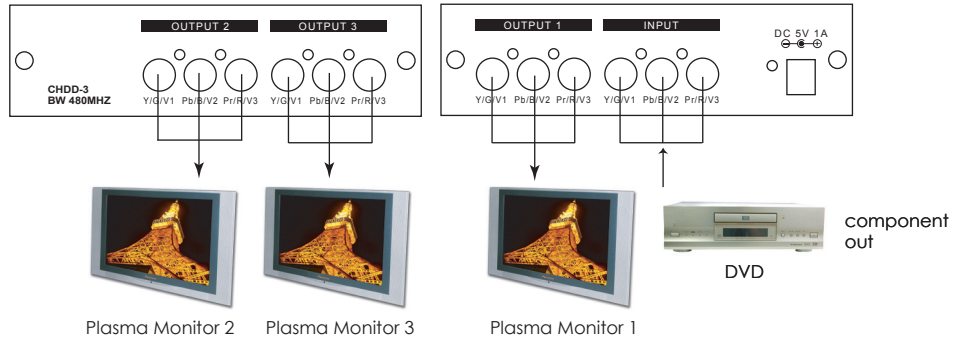 OUTPUT 2
OUTPUT 3
CHDD-3
BW 480MHZ
Y/G/V1 Pb/B/V2 Pr/R/V3
Y/G/V1 Pb/B/V2 Pr/R/V3
OUTPUT 1
INPUT
DC 5V 1A
Y/G/V1 Pb/B/V2 Pr/R/V3
Y/G/V1 Pb/B/V2 Pr/R/V3
component
out
DVD
Plasma Monitor 2
Plasma Monitor 3
Plasma Monitor 1